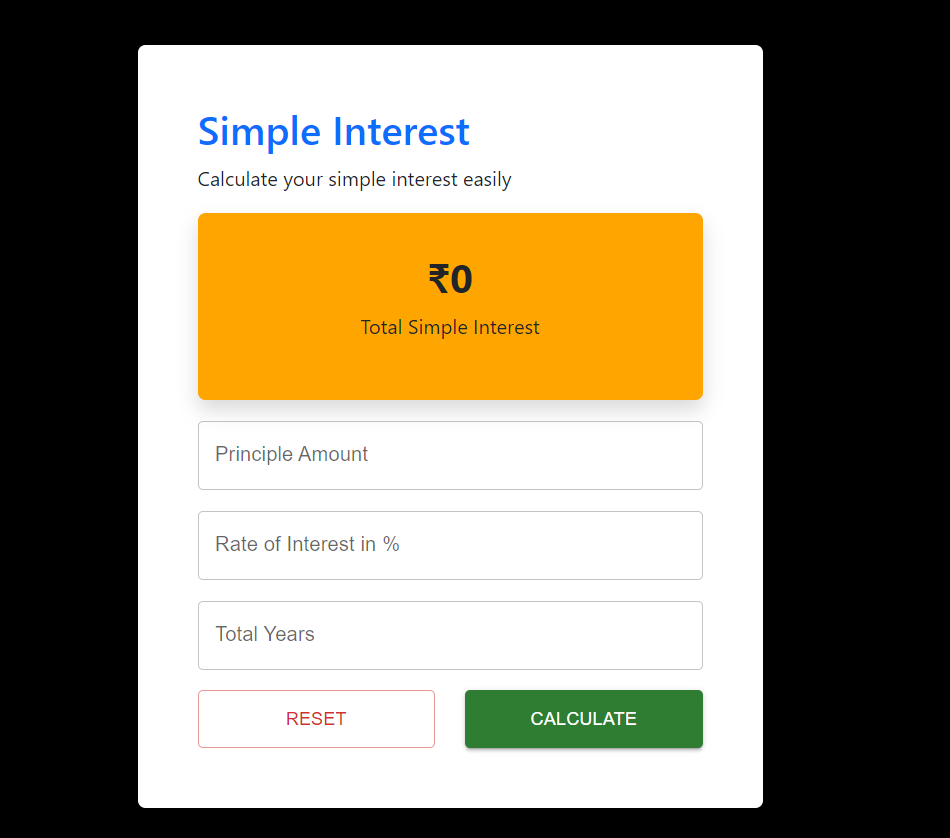 Simple Interest
Calculate your simple interest easily
₹0
Total Simple Interest
Principle Amount
Rate of Interest in %
Total Years
RESET
CALCULATE